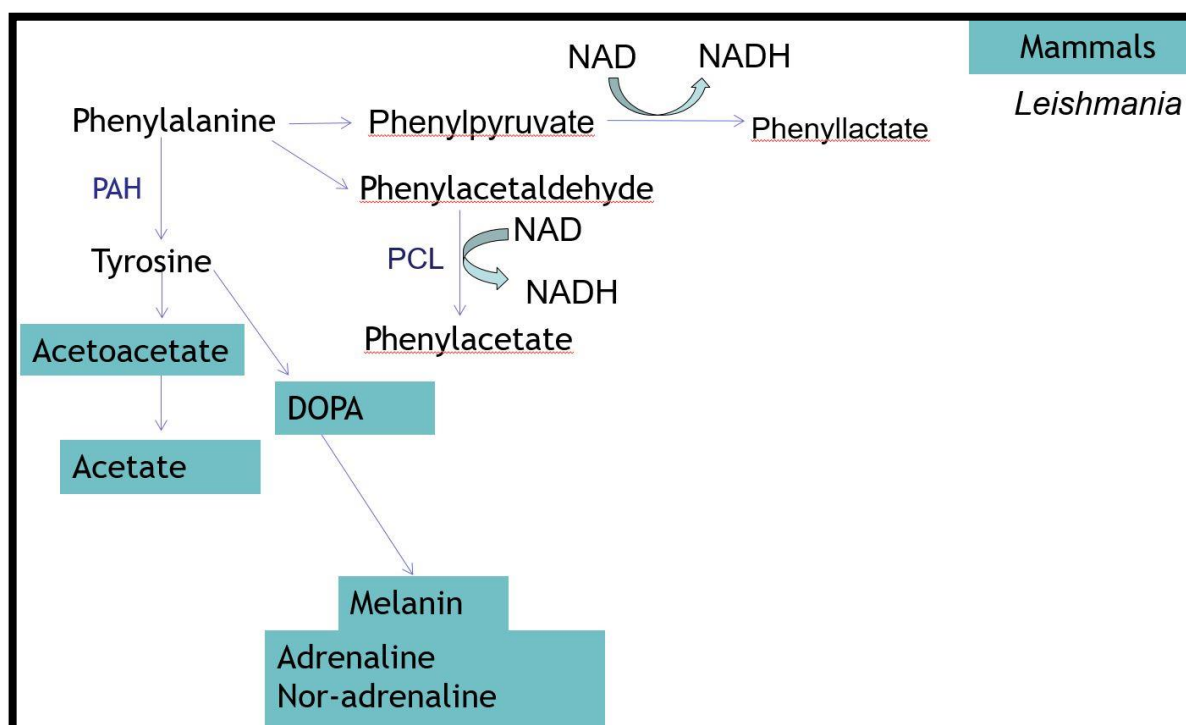 NAD NADH
Mammals
Leishmania
Phenylalanine Phenylpyruvate Phenyllactate
PAH
Phenylacetaldehyde
NAD
Tyrosine PCL
NADH
Acetoacetate Phenylacetate
DOPA
Acetate
Melanin
Adrenaline
Nor-adrenaline